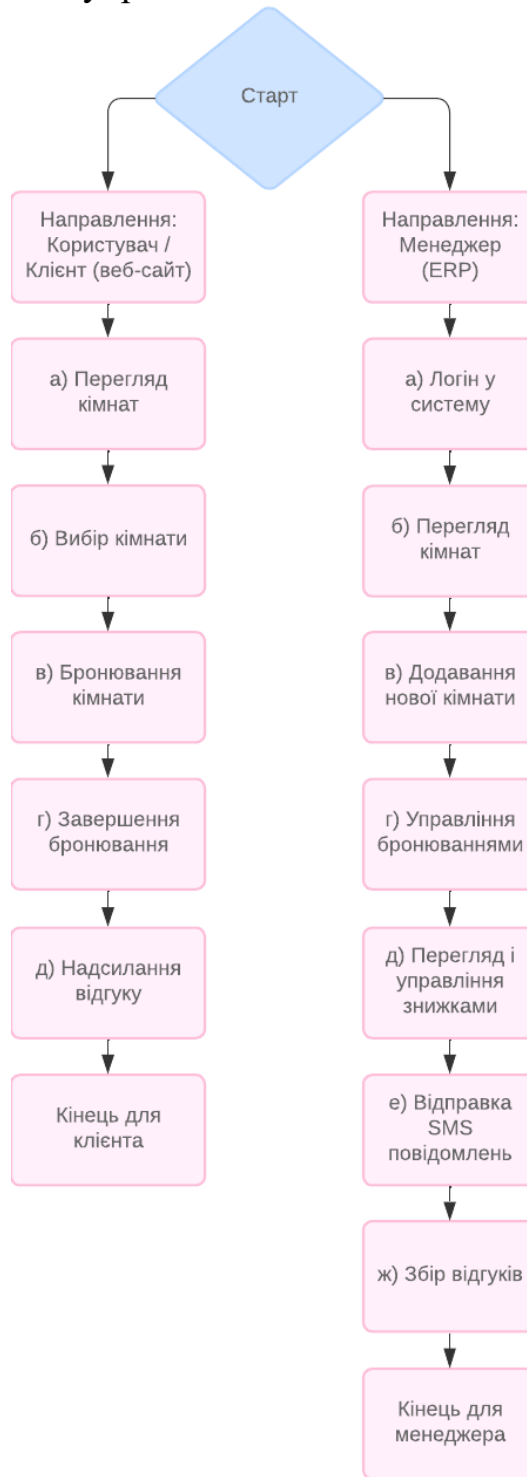 Старт
Направлення:
Користувач /
Клієнт (веб-сайт)
а) Перегляд
кімнат
б) Вибір кімнати
в) Бронювання
кімнати
г) Завершення
бронювання
д) Надсилання
відгуку
Кінець для
клієнта
Направлення:
Менеджер
(ERP)
а) Логін у
систему
б) Перегляд
кімнат
в) Додавання
нової кімнати
г) Управління
бронюваннями
д) Перегляд і
управління
знижками
е) Відправка
SMS
повідомлень
ж) Збір відгуків
Кінець для
менеджера